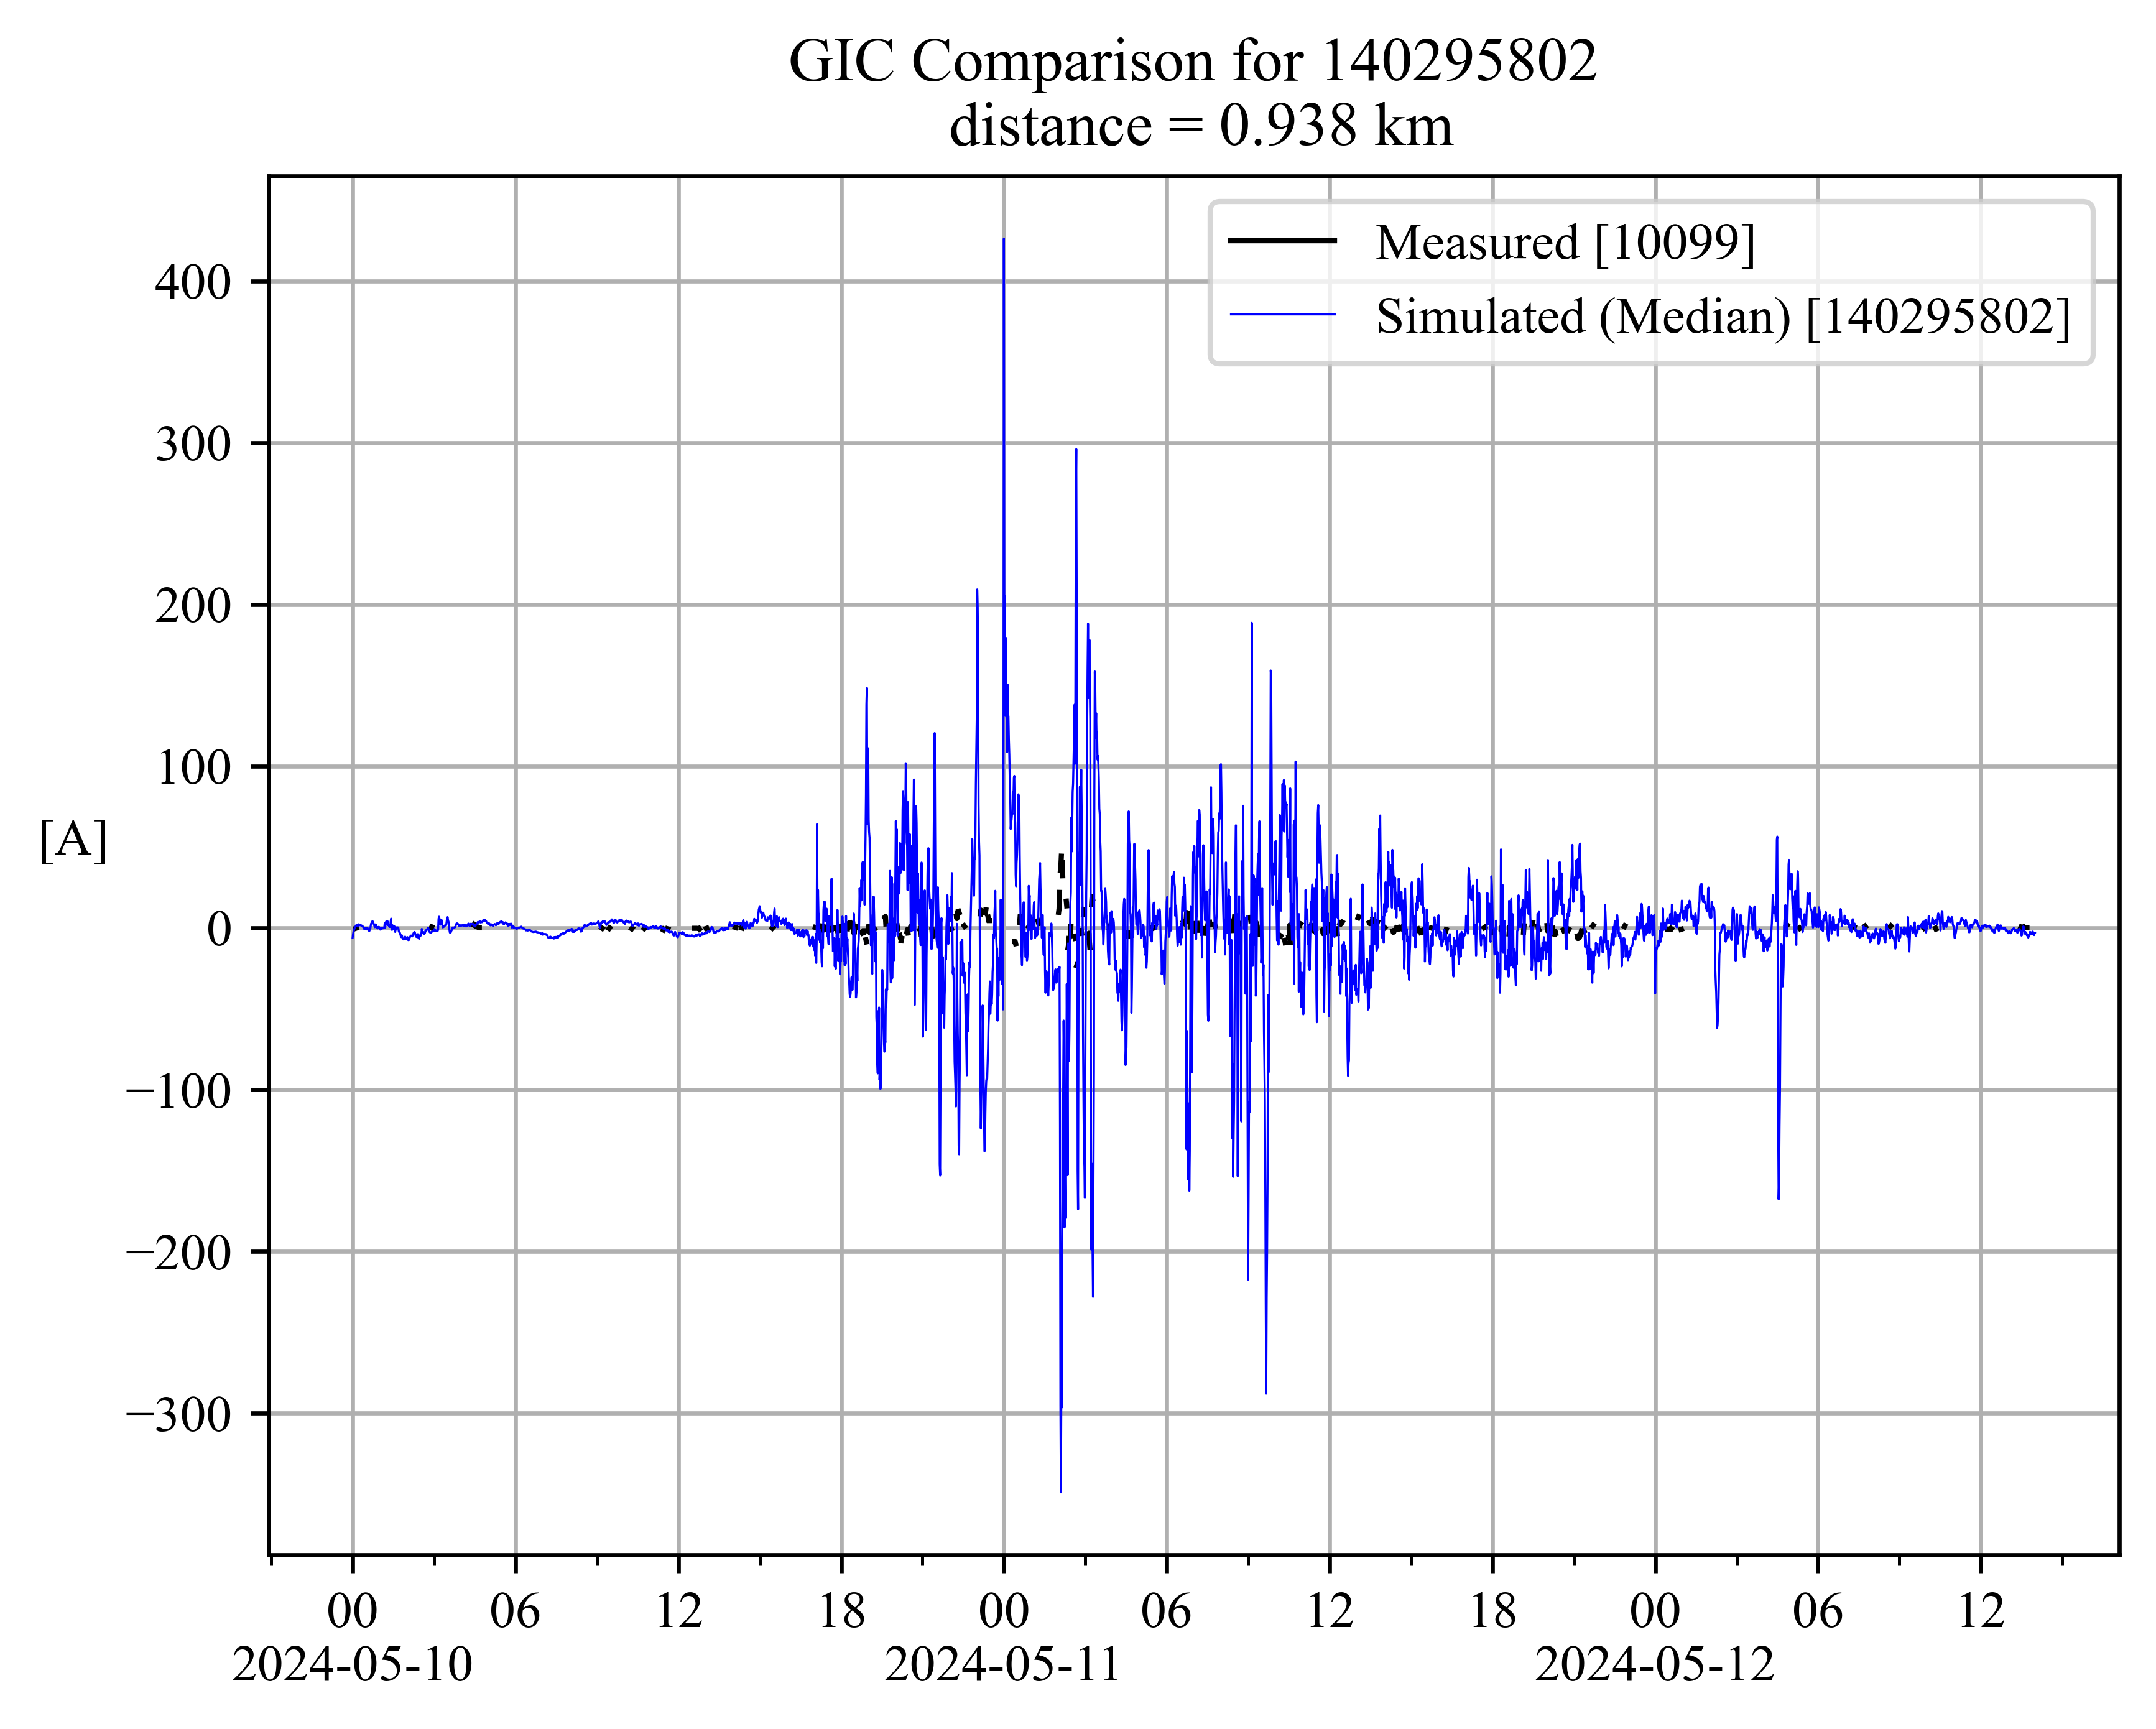 GIC Comparison for 140295802
distance = 0.938 km
Measured [10099]
Simulated (Median) [140295802]
400
300
200
100
[A]
0
−100
−200
−300
00 06 12 18 00 06 12 18 00 06 12
2024-05-10 2024-05-11 2024-05-12